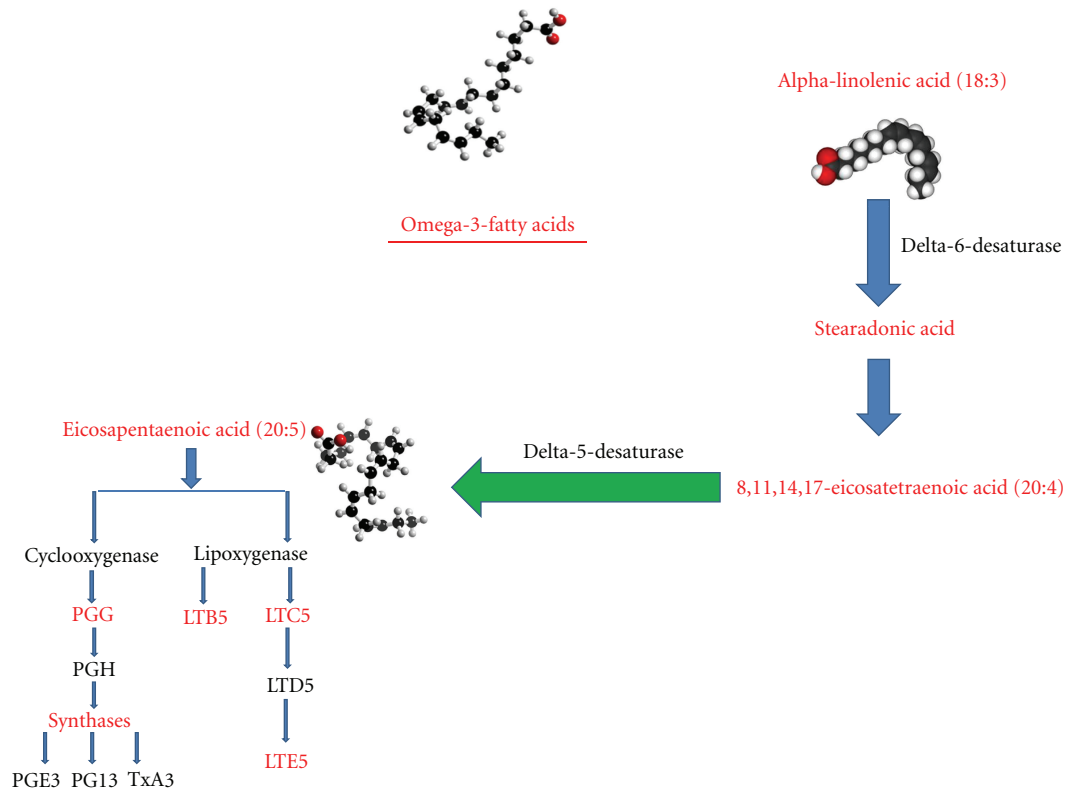 Alpha-linolenic acid (18:3)
Omega-3-fatty acids
Delta-6-desaturase
Stearadonic acid
Eicosapentaenoic acid (20:5)
Delta-5-desaturase
8,11,14,17-eicosatetraenoic acid (20:4)
Cyclooxygenase
Lipoxygenase
PGG
LTB5
LTC5
PGH
LTD5
Synthases
LTE5
PGE3
PG13
TxA3